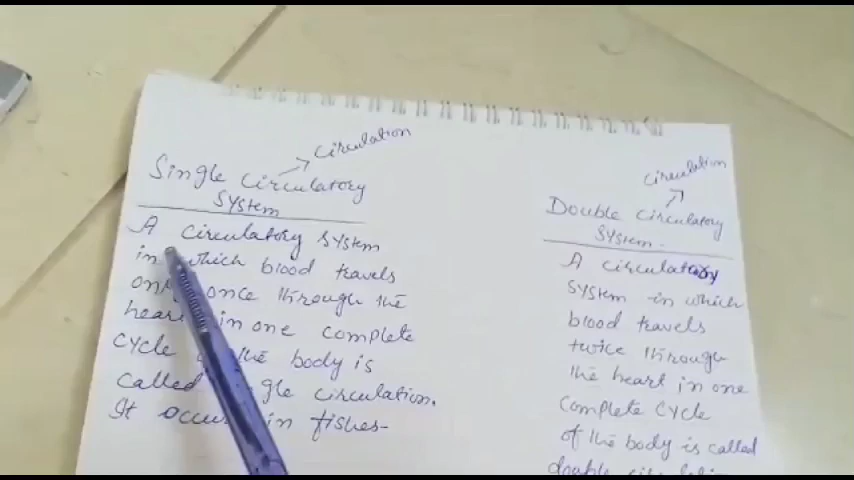 Circulation
Single Circulatory
System
A circulatory system
in which blood travels
once through the
in one complete
cycle the body is
called circulation.
It in fishes-
Circulation
Double Circulatory
System-
A circulatory
system in which
blood travels
twice through
the heart in one
complete cycle
of the body is called
double